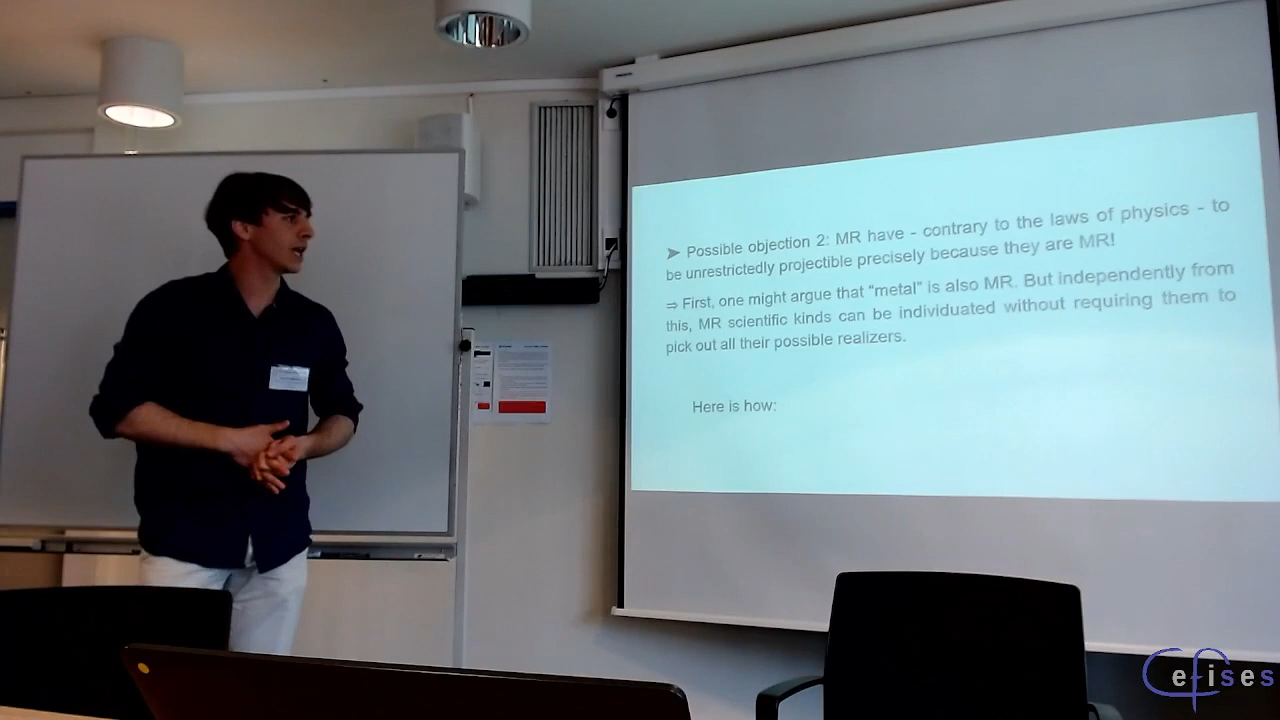 ➤ Possible objection 2: MR have - contrary to the laws of physics - to
be unrestrictedly projectible precisely because they are MR!
⇒ First, one might argue that "metal" is also MR. But independently from
this, MR scientific kinds can be individuated without requiring them to
pick out all their possible realizers.
Here is how:
Cefises